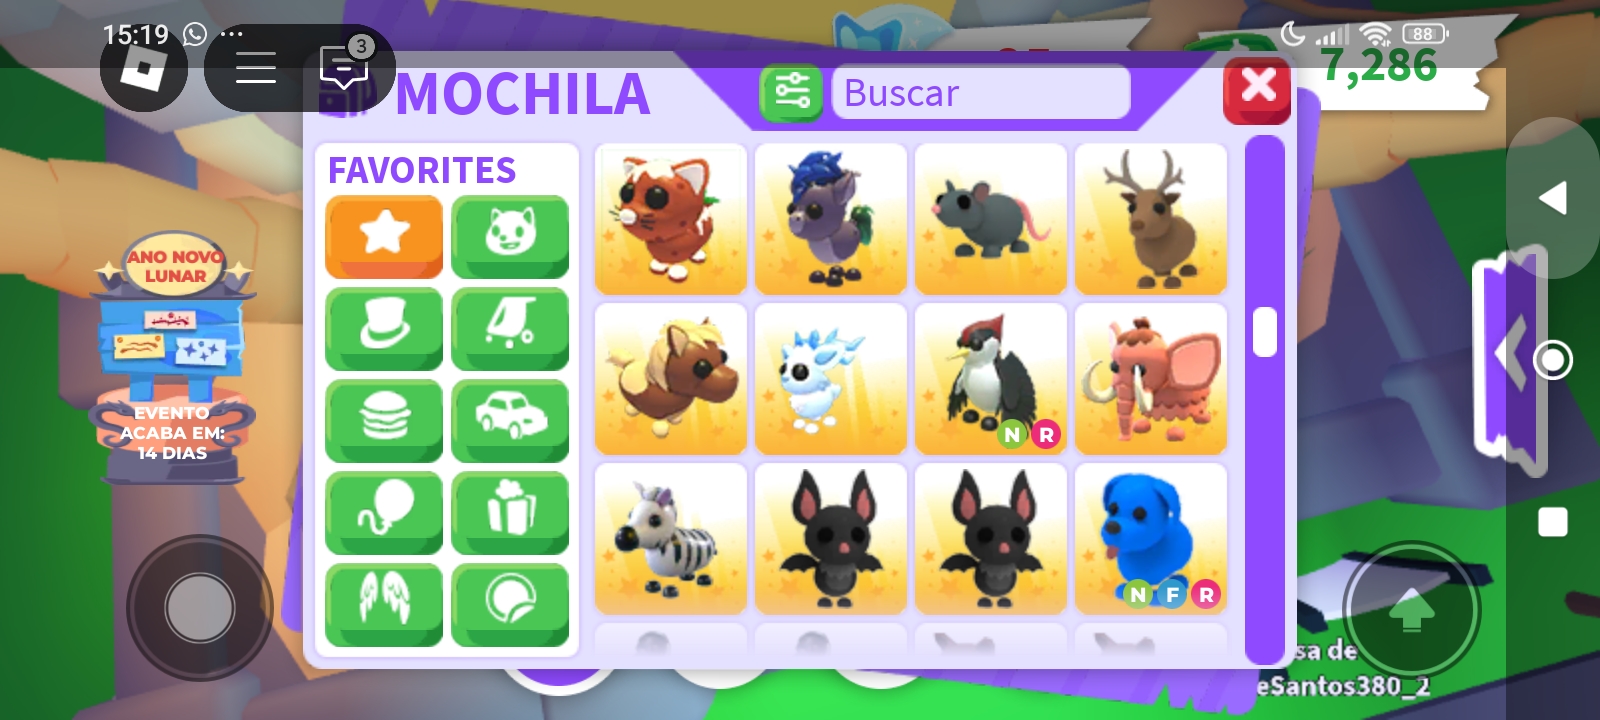 15:19
3
88
7,286
MOCHILA
Buscar
FAVORITES
ANO NOVO
LUNAR
EVENTO
ACABA EM:
14 DIAS
N R
N F R
sa de
eSantos380_2